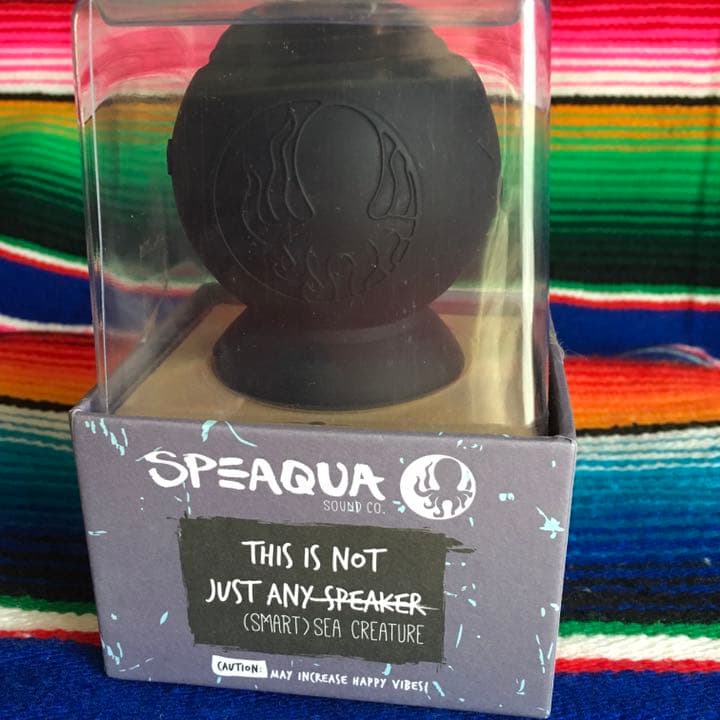 SPEAQUA
SOUND CO.
THIS IS NOT
JUST ANY SPEAKER
(SMART) SEA CREATURE
CAUTION: MAY INCREASE HAPPY VIBES!